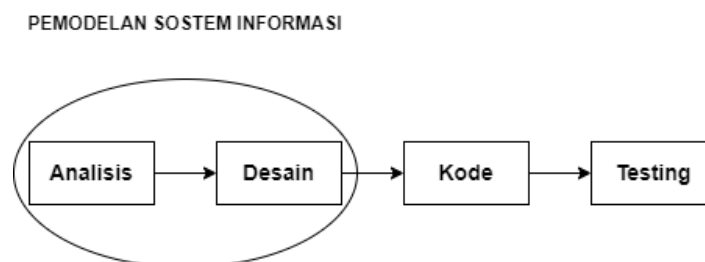 PEMODELAN SOSTEM INFORMASI
Analisis
Desain
Kode
Testing